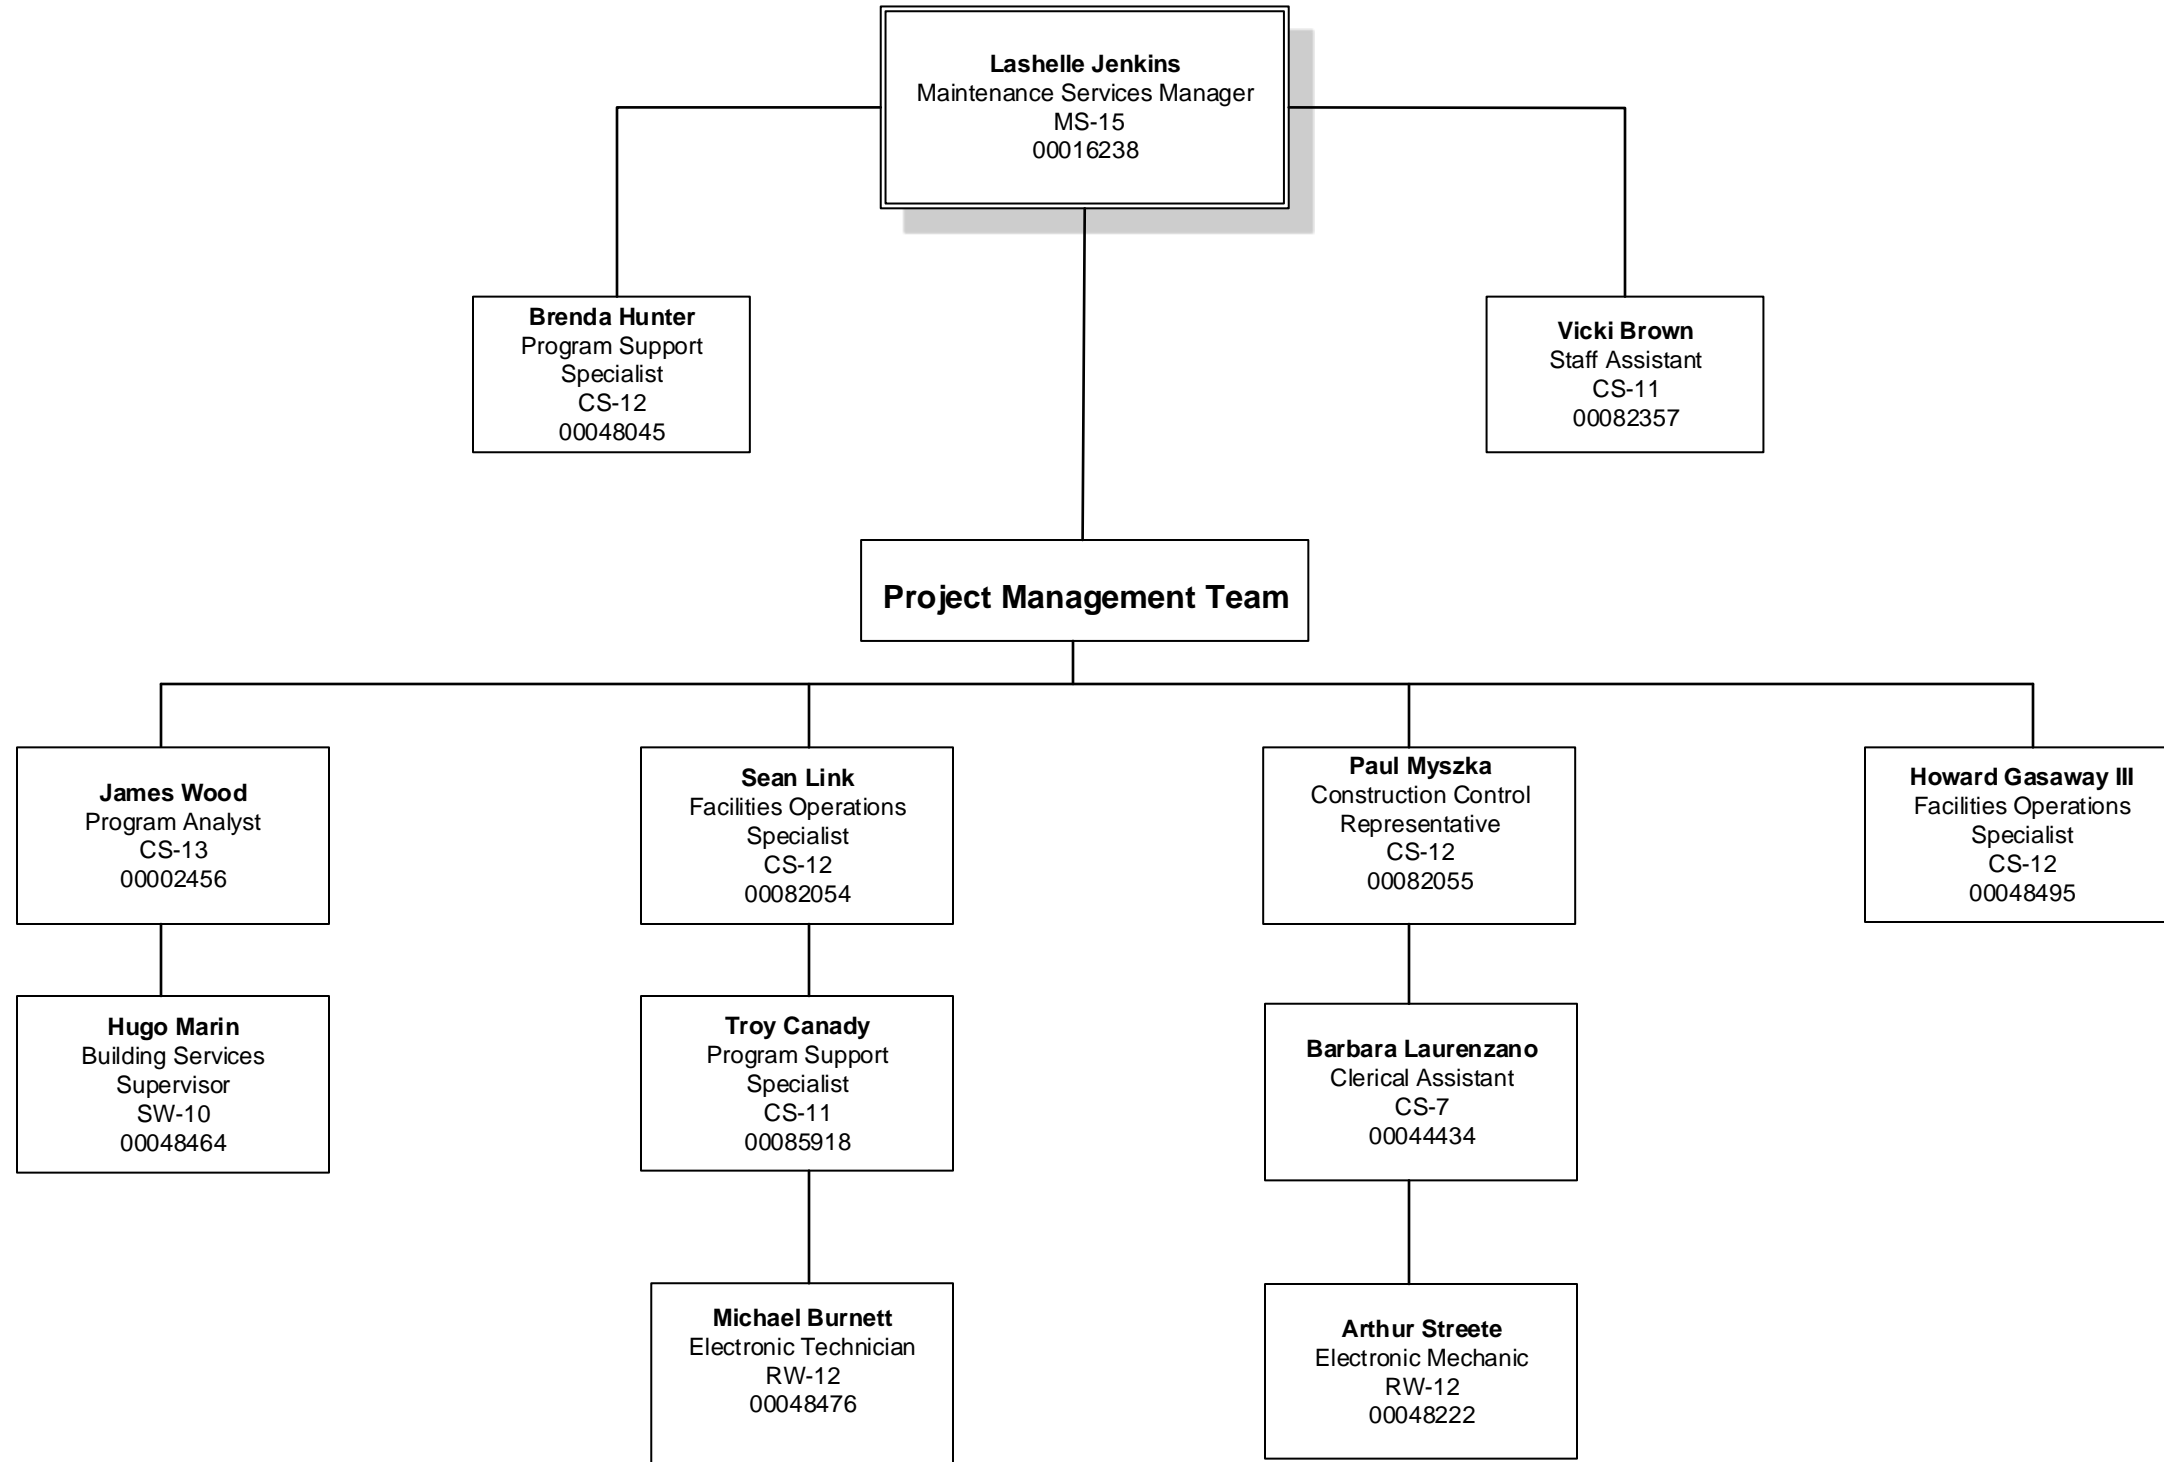 Lashelle Jenkins
Maintenance Services Manager
MS-15
00016238
Brenda Hunter
Program Support
Specialist
CS-12
00048045
Vicki Brown
Staff Assistant
CS-11
00082357
Project Management Team
James Wood
Program Analyst
CS-13
00002456
Sean Link
Facilities Operations
Specialist
CS-12
00082054
Paul Myszka
Construction Control
Representative
CS-12
00082055
Howard Gasaway III
Facilities Operations
Specialist
CS-12
00048495
Hugo Marin
Building Services
Supervisor
SW-10
00048464
Troy Canady
Program Support
Specialist
CS-11
00085918
Barbara Laurenzano
Clerical Assistant
CS-7
00044434
Michael Burnett
Electronic Technician
RW-12
00048476
Arthur Streete
Electronic Mechanic
RW-12
00048222